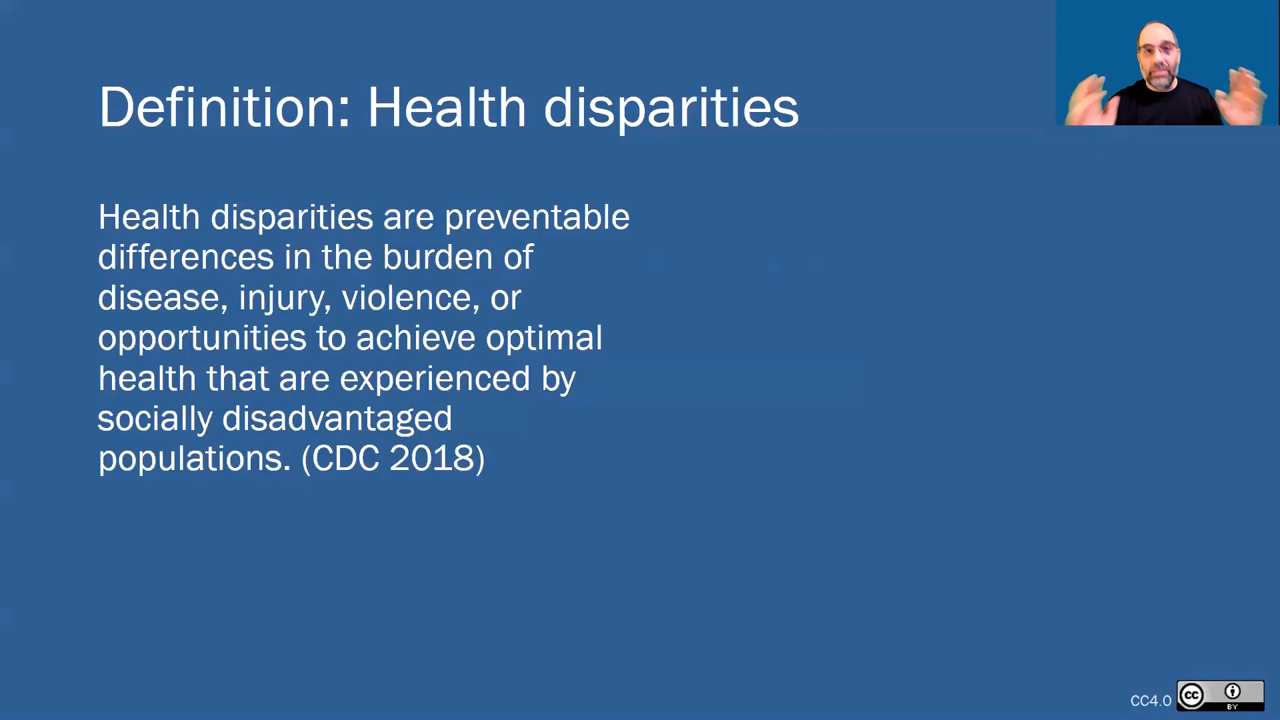 Definition: Health disparities
Health disparities are preventable
differences in the burden of
disease, injury, violence, or
opportunities to achieve optimal
health that are experienced by
socially disadvantaged
populations. (CDC 2018)
CC4.0
cc
BY